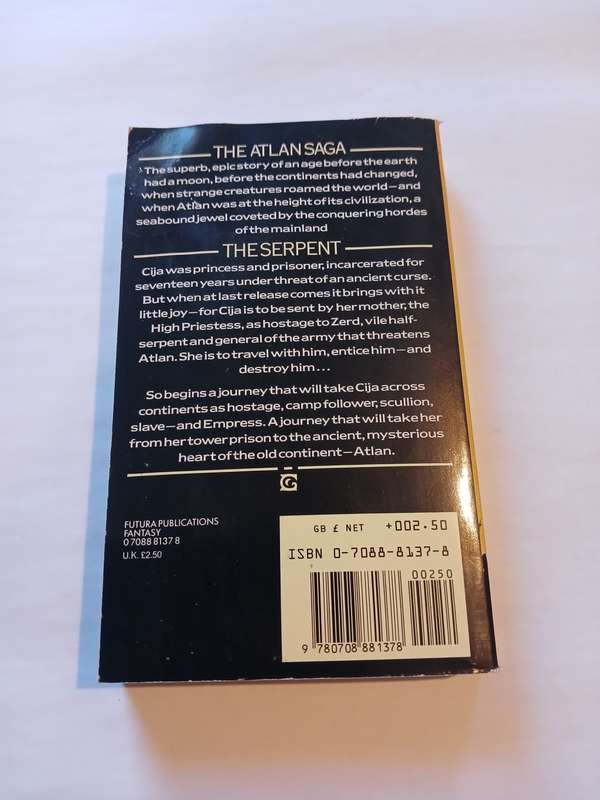 THE ATLAN SAGA
The superb, epic story of an age before the earth
had a moon, before the continents had changed,
when strange creatures roamed the world—and
when Atlan was at the height of its civilization, a
seabound jewel coveted by the conquering hordes
of the mainland
THE SERPENT
Cija was princess and prisoner, incarcerated for
seventeen years under threat of an ancient curse.
But when at last release comes it brings with it
little joy—for Cija is to be sent by her mother, the
High Priestess, as hostage to Zerd, vile half-
serpent and general of the army that threatens
Atlan. She is to travel with him, entice him—and
destroy him...
So begins a journey that will take Cija across
continents as hostage, camp follower, scullion,
slave—and Empress. A journey that will take her
from her tower prison to the ancient, mysterious
heart of the old continent—Atlan.
FUTURA PUBLICATIONS
FANTASY
0 7088 8137 8
U.K. £2.50
GB £ NET +002.50
ISBN 0-7088-8137-8
00250
9 780708 881378